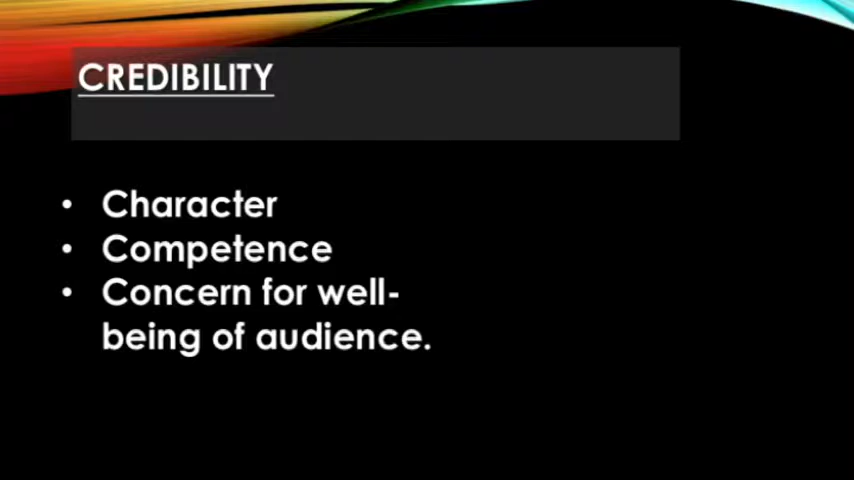 CREDIBILITY
• Character
• Competence
• Concern for well-
being of audience.